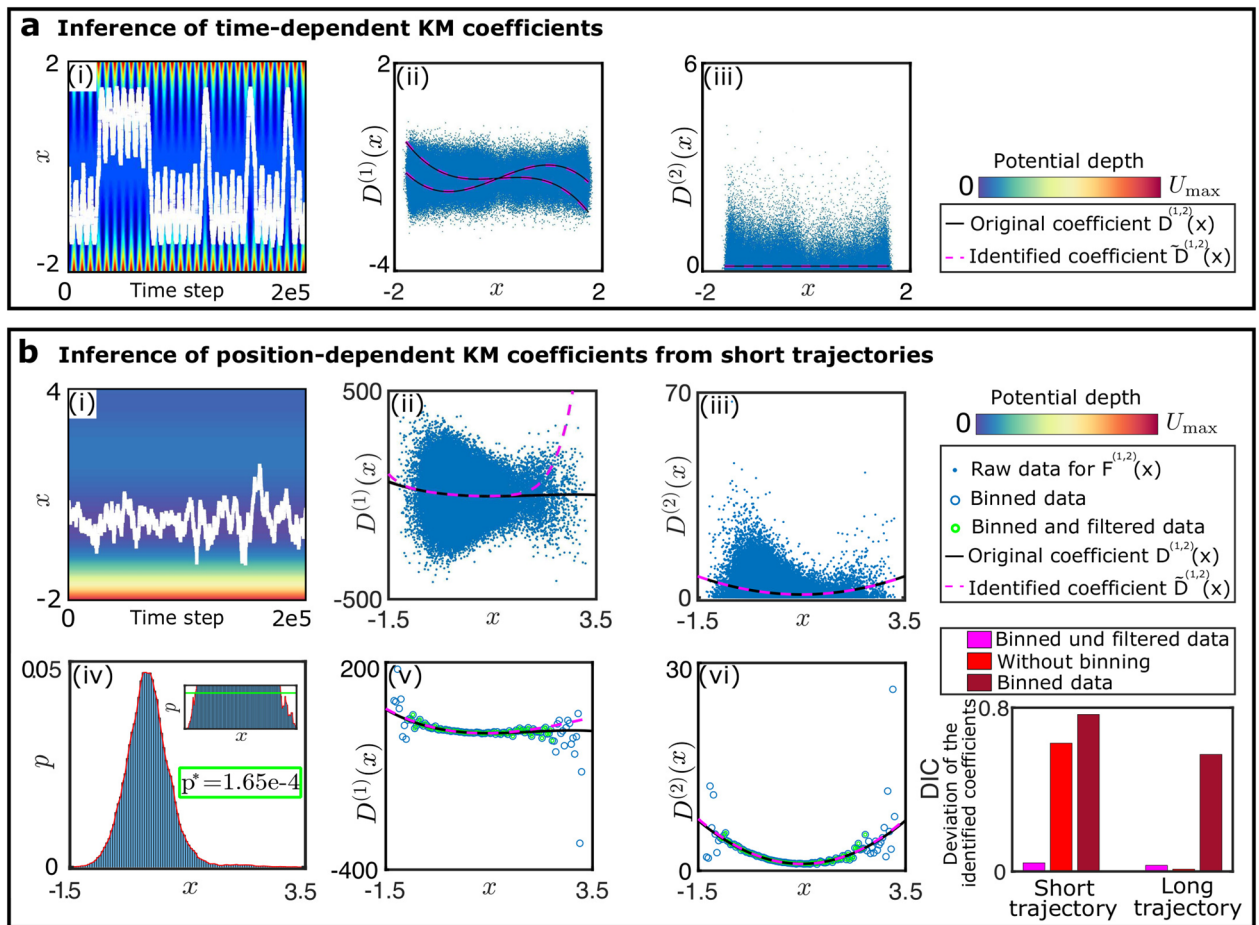 a Inference of time-dependent KM coefficients
(i)
2
x
-2
0
Time step
2e5
(ii)
2
D⁽¹⁾(x)
-4
-2
x
2
(iii)
6
D⁽²⁾(x)
0
-2
x
2
Potential depth
0
U_max
Original coefficient D^(1,2)(x)
Identified coefficient D̃^(1,2)(x)
b Inference of position-dependent KM coefficients from short trajectories
(i)
4
x
-2
0
Time step
2e5
(ii)
500
D⁽¹⁾(x)
-500
-1.5
x
3.5
(iii)
70
D⁽²⁾(x)
0
-1.5
x
3.5
Potential depth
0
U_max
Raw data for F^(1,2)(x)
Binned data
Binned and filtered data
Original coefficient D^(1,2)(x)
Identified coefficient D̃^(1,2)(x)
(iv)
0.05
p
0
-1.5
x
3.5
p
x
p*=1.65e-4
(v)
200
D⁽¹⁾(x)
-400
-1.5
x
3.5
(vi)
30
D⁽²⁾(x)
0
-1.5
x
3.5
Binned und filtered data
Without binning
Binned data
DIC
Deviation of the
identified coefficients
0.8
0
Short
trajectory
Long
trajectory